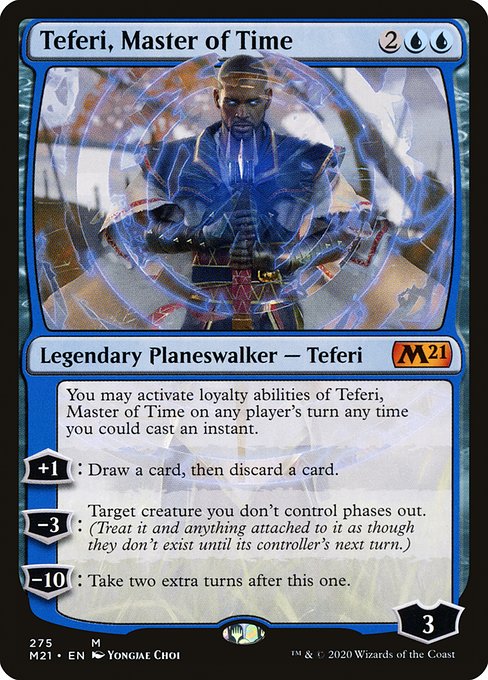 Teferi, Master of Time 2
Legendary Planeswalker — Teferi M21
You may activate loyalty abilities of Teferi,
Master of Time on any player's turn any time
you could cast an instant.
+1: Draw a card, then discard a card.
−3: Target creature you don't control phases out.
(Treat it and anything attached to it as though
they don't exist until its controller's next turn.)
−10: Take two extra turns after this one.
3
275 M
M21 • EN Yongjae Choi ™ & © 2020 Wizards of the Coast